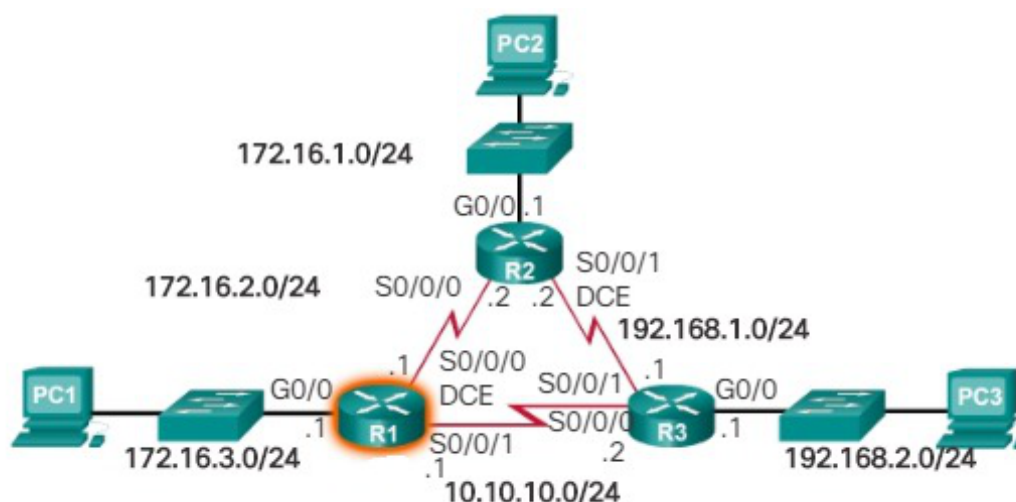 PC2
172.16.1.0/24
G0/0 .1
R2
S0/0/1
172.16.2.0/24
S0/0/0
.2
.2
DCE
192.168.1.0/24
.1
S0/0/0
.1
PC1
G0/0
DCE
S0/0/1
G0/0
PC3
.1
R1
S0/0/0
R3
.1
S0/0/1
172.16.3.0/24
.1
.2
192.168.2.0/24
10.10.10.0/24